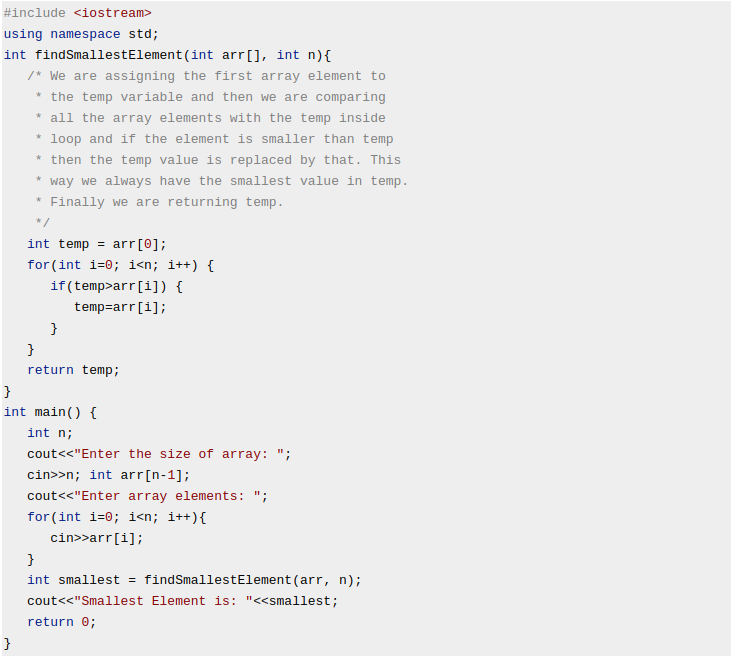 #include <iostream>
using namespace std;
int findSmallestElement(int arr[], int n){
   /* We are assigning the first array element to
    * the temp variable and then we are comparing
    * all the array elements with the temp inside
    * loop and if the element is smaller than temp
    * then the temp value is replaced by that. This
    * way we always have the smallest value in temp.
    * Finally we are returning temp.
    */
   int temp = arr[0];
   for(int i=0; i<n; i++) {
      if(temp>arr[i]) {
         temp=arr[i];
      }
   }
   return temp;
}
int main() {
   int n;
   cout<<"Enter the size of array: ";
   cin>>n; int arr[n-1];
   cout<<"Enter array elements: ";
   for(int i=0; i<n; i++){
      cin>>arr[i];
   }
   int smallest = findSmallestElement(arr, n);
   cout<<"Smallest Element is: "<<smallest;
   return 0;
}